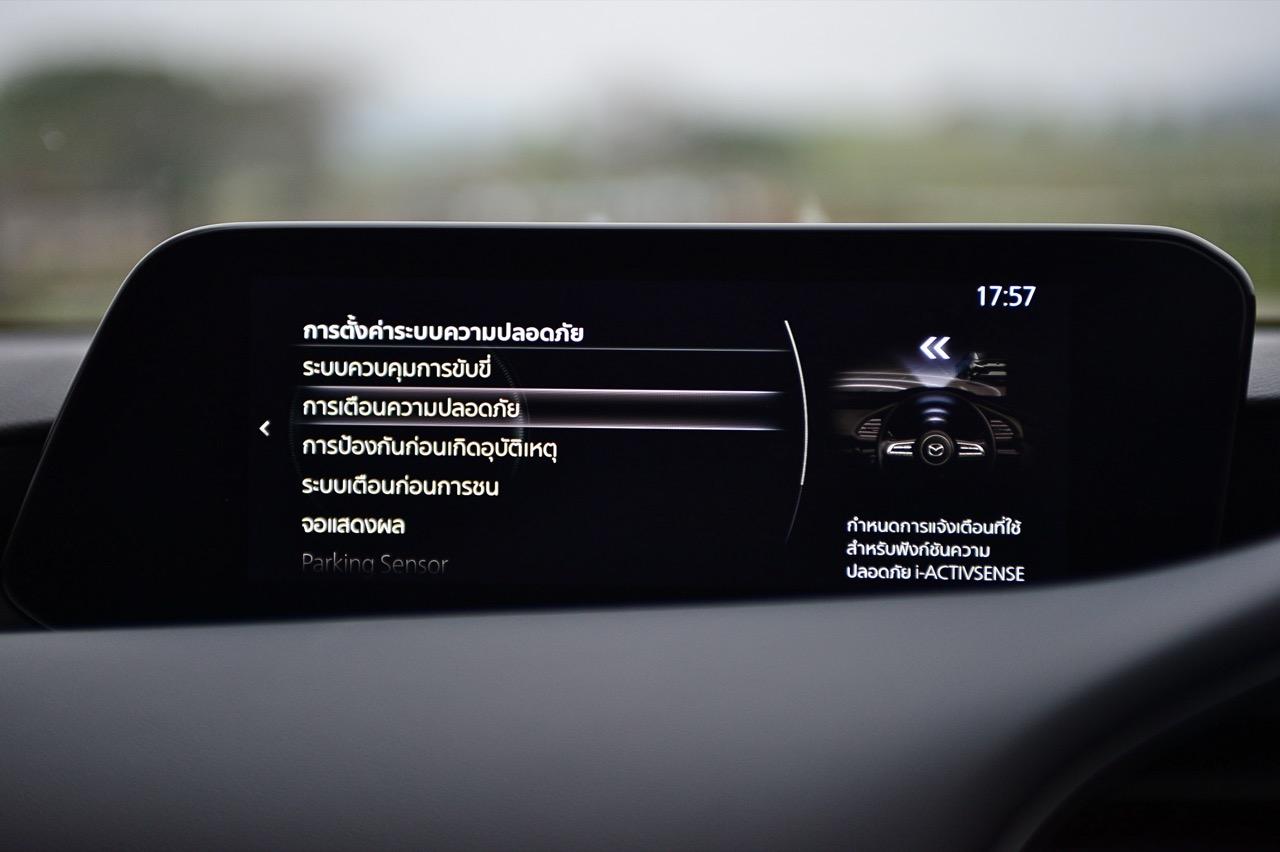 17:57
การตั้งค่าระบบความปลอดภัย
ระบบควบคุมการขับขี่
การเตือนความปลอดภัย
การป้องกันก่อนเกิดอุบัติเหตุ
ระบบเตือนก่อนการชน
จอแสดงผล
Parking Sensor
กำหนดการแจ้งเตือนที่ใช้
สำหรับฟังก์ชันความ
ปลอดภัย i-ACTIVSENSE